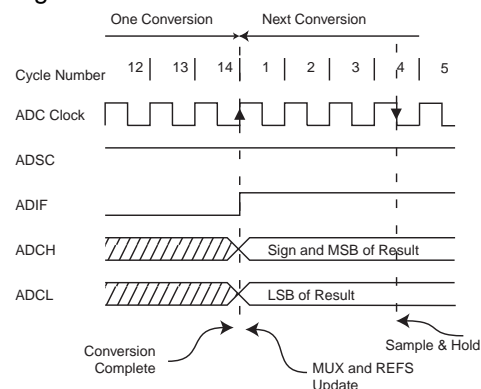 One Conversion Next Conversion
Cycle Number 12 13 14 1 2 3 4 5
ADC Clock
ADSC
ADIF
ADCH Sign and MSB of Result
ADCL LSB of Result
Sample & Hold
Conversion
Complete
MUX and REFS
Update